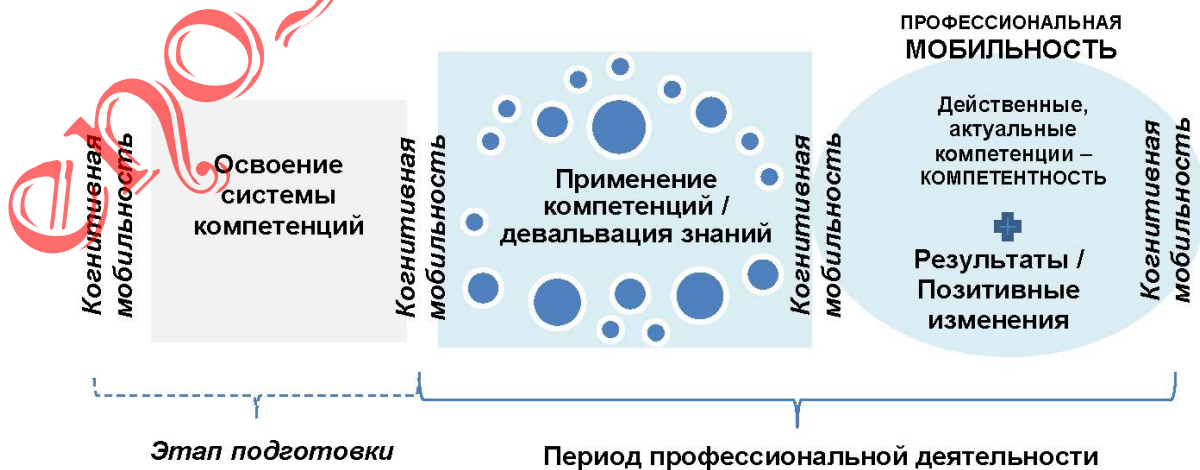 ПРОФЕССИОНАЛЬНАЯ
МОБИЛЬНОСТЬ
Когнитивная
мобильность
Освоение
системы
компетенций
Когнитивная
мобильность
Применение
компетенций /
девальвация знаний
Когнитивная
мобильность
Действенные,
актуальные
компетенции –
КОМПЕТЕНТНОСТЬ
Результаты /
Позитивные
изменения
Когнитивная
мобильность
Этап подготовки
Период профессиональной деятельности